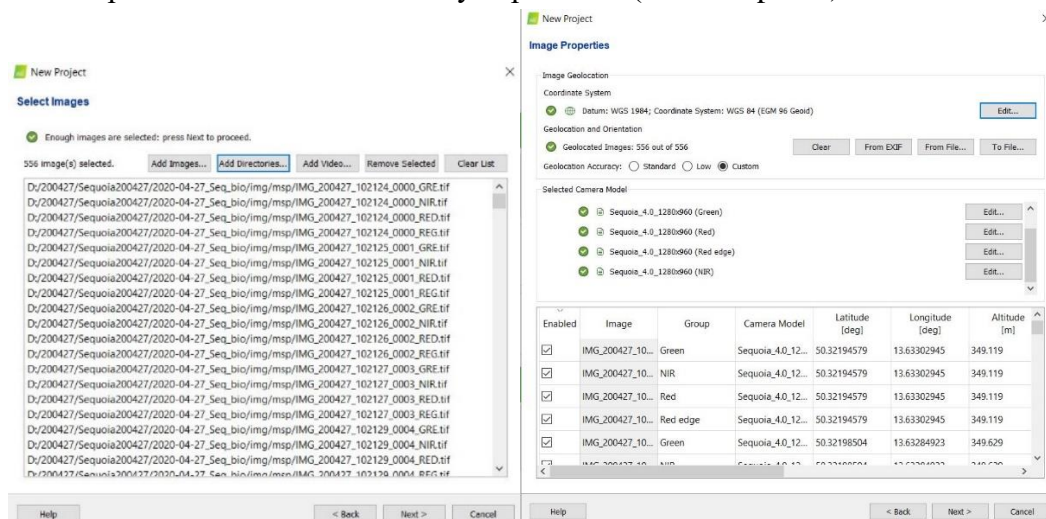 New Project
Select Images
Enough images are selected: press Next to proceed.
556 image(s) selected. Add Images... Add Directories... Add Video... Remove Selected Clear List
D:/200427/Sequoia200427/2020-04-27_Seq_bio/img/msp/IMG_200427_102124_0000_GRE.tif
D:/200427/Sequoia200427/2020-04-27_Seq_bio/img/msp/IMG_200427_102124_0000_NIR.tif
D:/200427/Sequoia200427/2020-04-27_Seq_bio/img/msp/IMG_200427_102124_0000_RED.tif
D:/200427/Sequoia200427/2020-04-27_Seq_bio/img/msp/IMG_200427_102124_0000_REG.tif
D:/200427/Sequoia200427/2020-04-27_Seq_bio/img/msp/IMG_200427_102125_0001_GRE.tif
D:/200427/Sequoia200427/2020-04-27_Seq_bio/img/msp/IMG_200427_102125_0001_NIR.tif
D:/200427/Sequoia200427/2020-04-27_Seq_bio/img/msp/IMG_200427_102125_0001_RED.tif
D:/200427/Sequoia200427/2020-04-27_Seq_bio/img/msp/IMG_200427_102125_0001_REG.tif
D:/200427/Sequoia200427/2020-04-27_Seq_bio/img/msp/IMG_200427_102126_0002_GRE.tif
D:/200427/Sequoia200427/2020-04-27_Seq_bio/img/msp/IMG_200427_102126_0002_NIR.tif
D:/200427/Sequoia200427/2020-04-27_Seq_bio/img/msp/IMG_200427_102126_0002_RED.tif
D:/200427/Sequoia200427/2020-04-27_Seq_bio/img/msp/IMG_200427_102126_0002_REG.tif
D:/200427/Sequoia200427/2020-04-27_Seq_bio/img/msp/IMG_200427_102127_0003_GRE.tif
D:/200427/Sequoia200427/2020-04-27_Seq_bio/img/msp/IMG_200427_102127_0003_NIR.tif
D:/200427/Sequoia200427/2020-04-27_Seq_bio/img/msp/IMG_200427_102127_0003_RED.tif
D:/200427/Sequoia200427/2020-04-27_Seq_bio/img/msp/IMG_200427_102127_0003_REG.tif
D:/200427/Sequoia200427/2020-04-27_Seq_bio/img/msp/IMG_200427_102129_0004_GRE.tif
D:/200427/Sequoia200427/2020-04-27_Seq_bio/img/msp/IMG_200427_102129_0004_NIR.tif
D:/200427/Sequoia200427/2020-04-27_Seq_bio/img/msp/IMG_200427_102129_0004_RED.tif
D:/200427/Sequoia200427/2020-04-27_Seq_bio/img/msp/IMG_200427_102129_0004_REG.tif
Help < Back Next > Cancel
New Project
Image Properties
Image Geolocation
Coordinate System
Datum: WGS 1984; Coordinate System: WGS 84 (EGM 96 Geoid) Edit...
Geolocation and Orientation
Geolocated Images: 556 out of 556 Clear From EXIF From File... To File...
Geolocation Accuracy: Standard Low Custom
Selected Camera Model
Sequoia_4.0_1280x960 (Green) Edit...
Sequoia_4.0_1280x960 (Red) Edit...
Sequoia_4.0_1280x960 (Red edge) Edit...
Sequoia_4.0_1280x960 (NIR) Edit...
Enabled Image Group Camera Model Latitude [deg] Longitude [deg] Altitude [m]
IMG_200427_10... Green Sequoia_4.0_12... 50.32194579 13.63302945 349.119
IMG_200427_10... NIR Sequoia_4.0_12... 50.32194579 13.63302945 349.119
IMG_200427_10... Red Sequoia_4.0_12... 50.32194579 13.63302945 349.119
IMG_200427_10... Red edge Sequoia_4.0_12... 50.32194579 13.63302945 349.119
IMG_200427_10... Green Sequoia_4.0_12... 50.32198504 13.63284923 349.629
Help < Back Next > Cancel